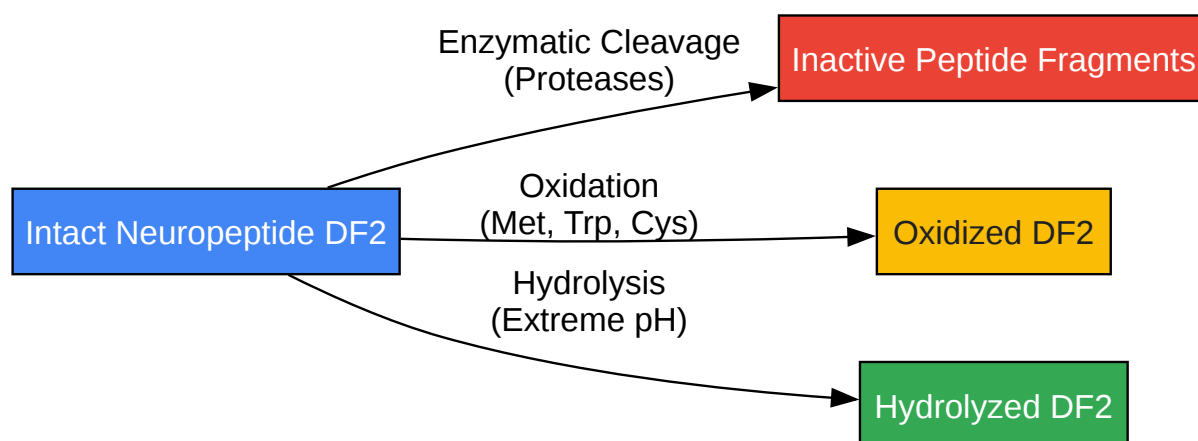 Enzymatic Cleavage
(Proteases)
Inactive Peptide Fragments
Intact Neuropeptide DF2
Oxidation
(Met, Trp, Cys)
Oxidized DF2
Hydrolysis
(Extreme pH)
Hydrolyzed DF2